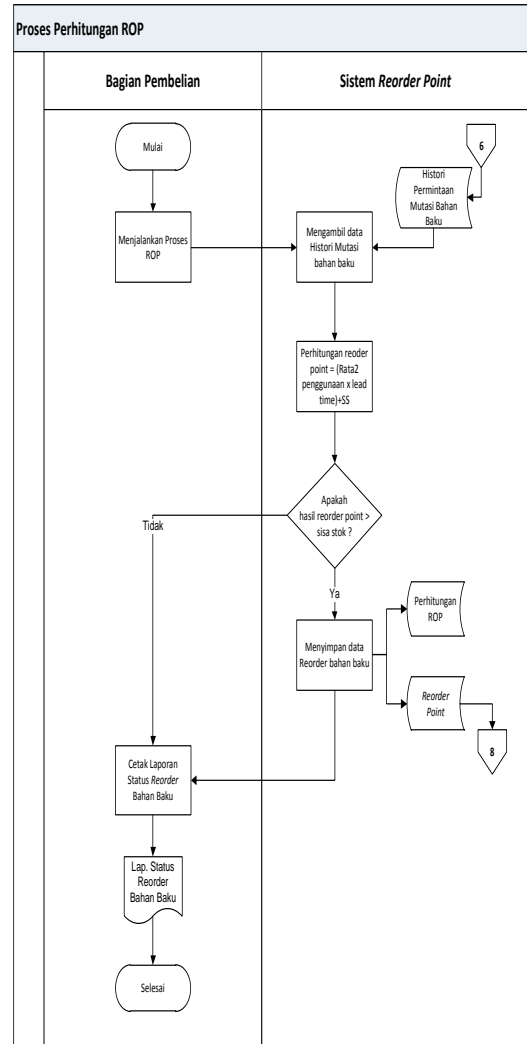 Proses Perhitungan ROP
Bagian Pembelian
Sistem Reorder Point
Mulai
6
Histori
Permintaan
Mutasi Bahan
Baku
Menjalankan Proses
ROP
Mengambil data
Histori Mutasi
bahan baku
Perhitungan reoder
point = (Rata2
penggunaan x lead
time)+SS
Apakah
hasil reorder point >
sisa stok ?
Tidak
Ya
Menyimpan data
Reorder bahan baku
Perhitungan
ROP
Reorder
Point
8
Cetak Laporan
Status Reorder
Bahan Baku
Lap. Status
Reorder
Bahan Baku
Selesai